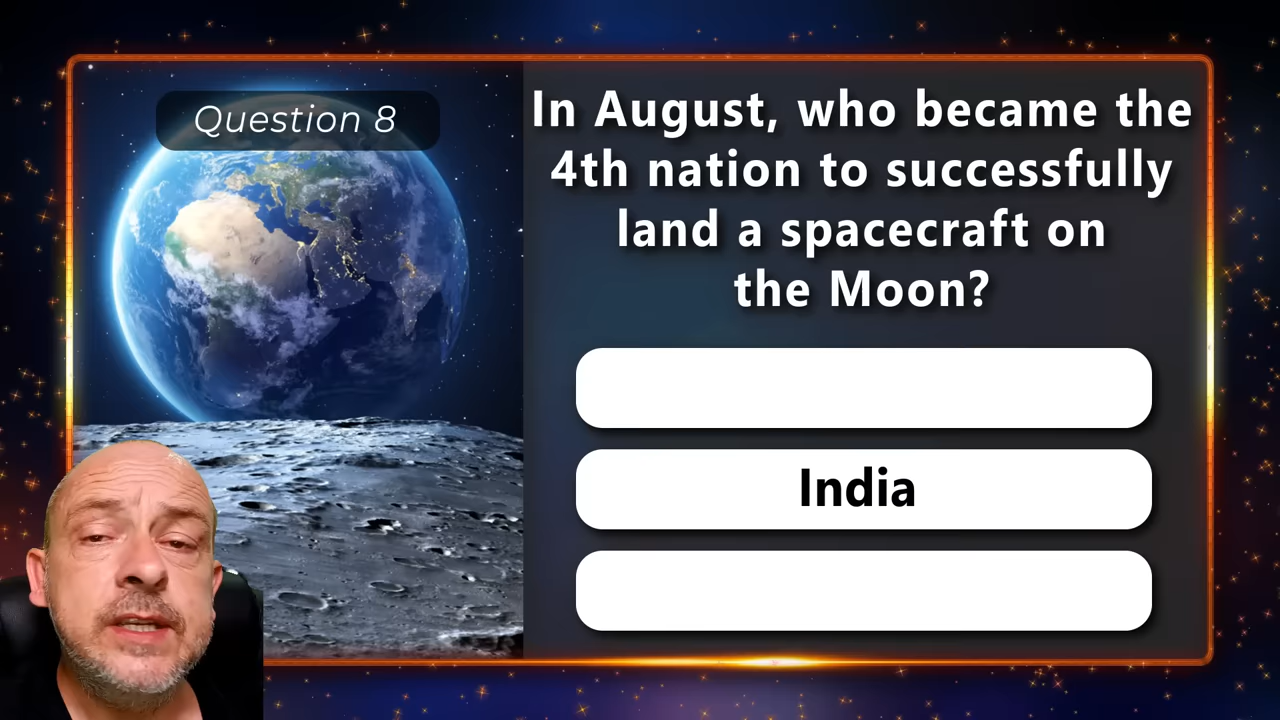 Question 8
In August, who became the
4th nation to successfully
land a spacecraft on
the Moon?
India